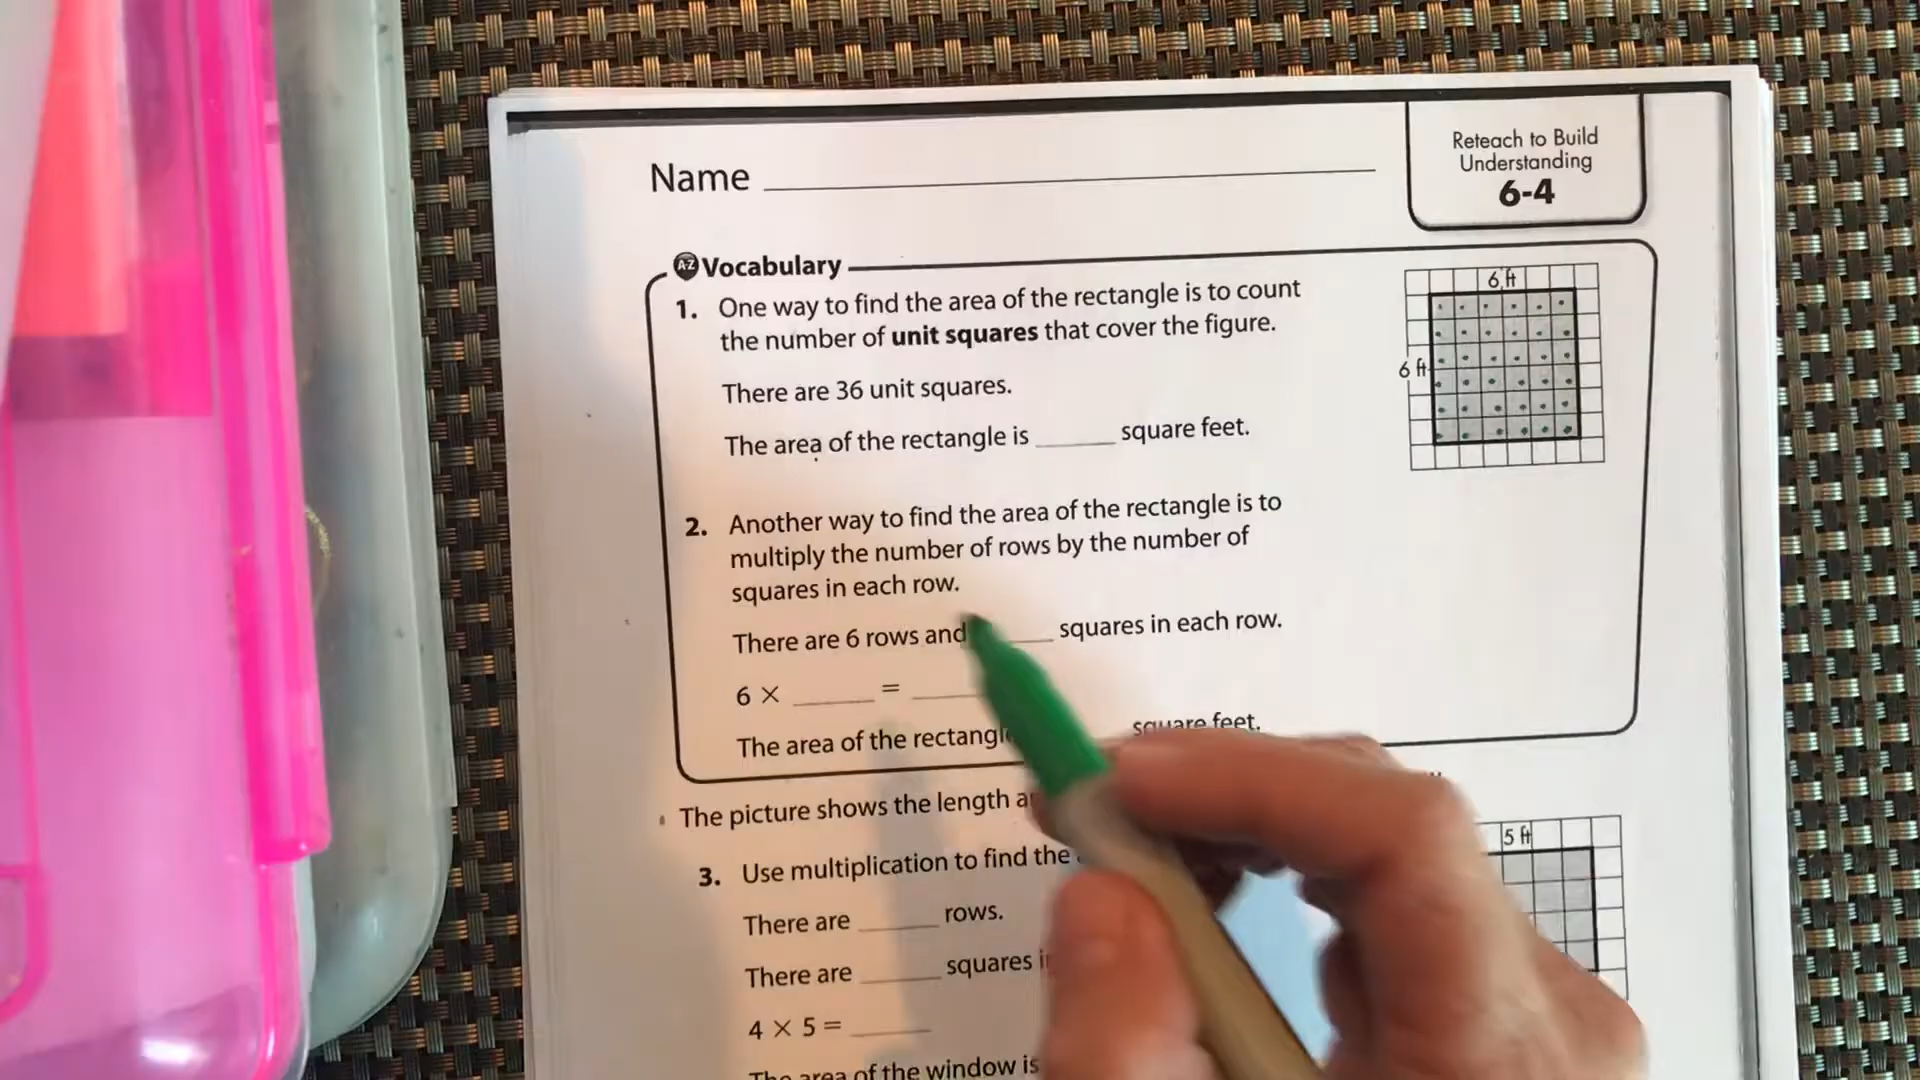 Reteach to Build
Understanding
6-4
Name
A-Z Vocabulary
1. One way to find the area of the rectangle is to count
the number of unit squares that cover the figure.
There are 36 unit squares.
The area of the rectangle is ______ square feet.
6 ft
6 ft
2. Another way to find the area of the rectangle is to
multiply the number of rows by the number of
squares in each row.
There are 6 rows and ____ squares in each row.
6 × ______ = ______
The area of the rectangl square feet.
The picture shows the length
3. Use multiplication to find the
There are ______ rows.
There are ______ squares
4 × 5 = ______
The area of the window is
5 ft